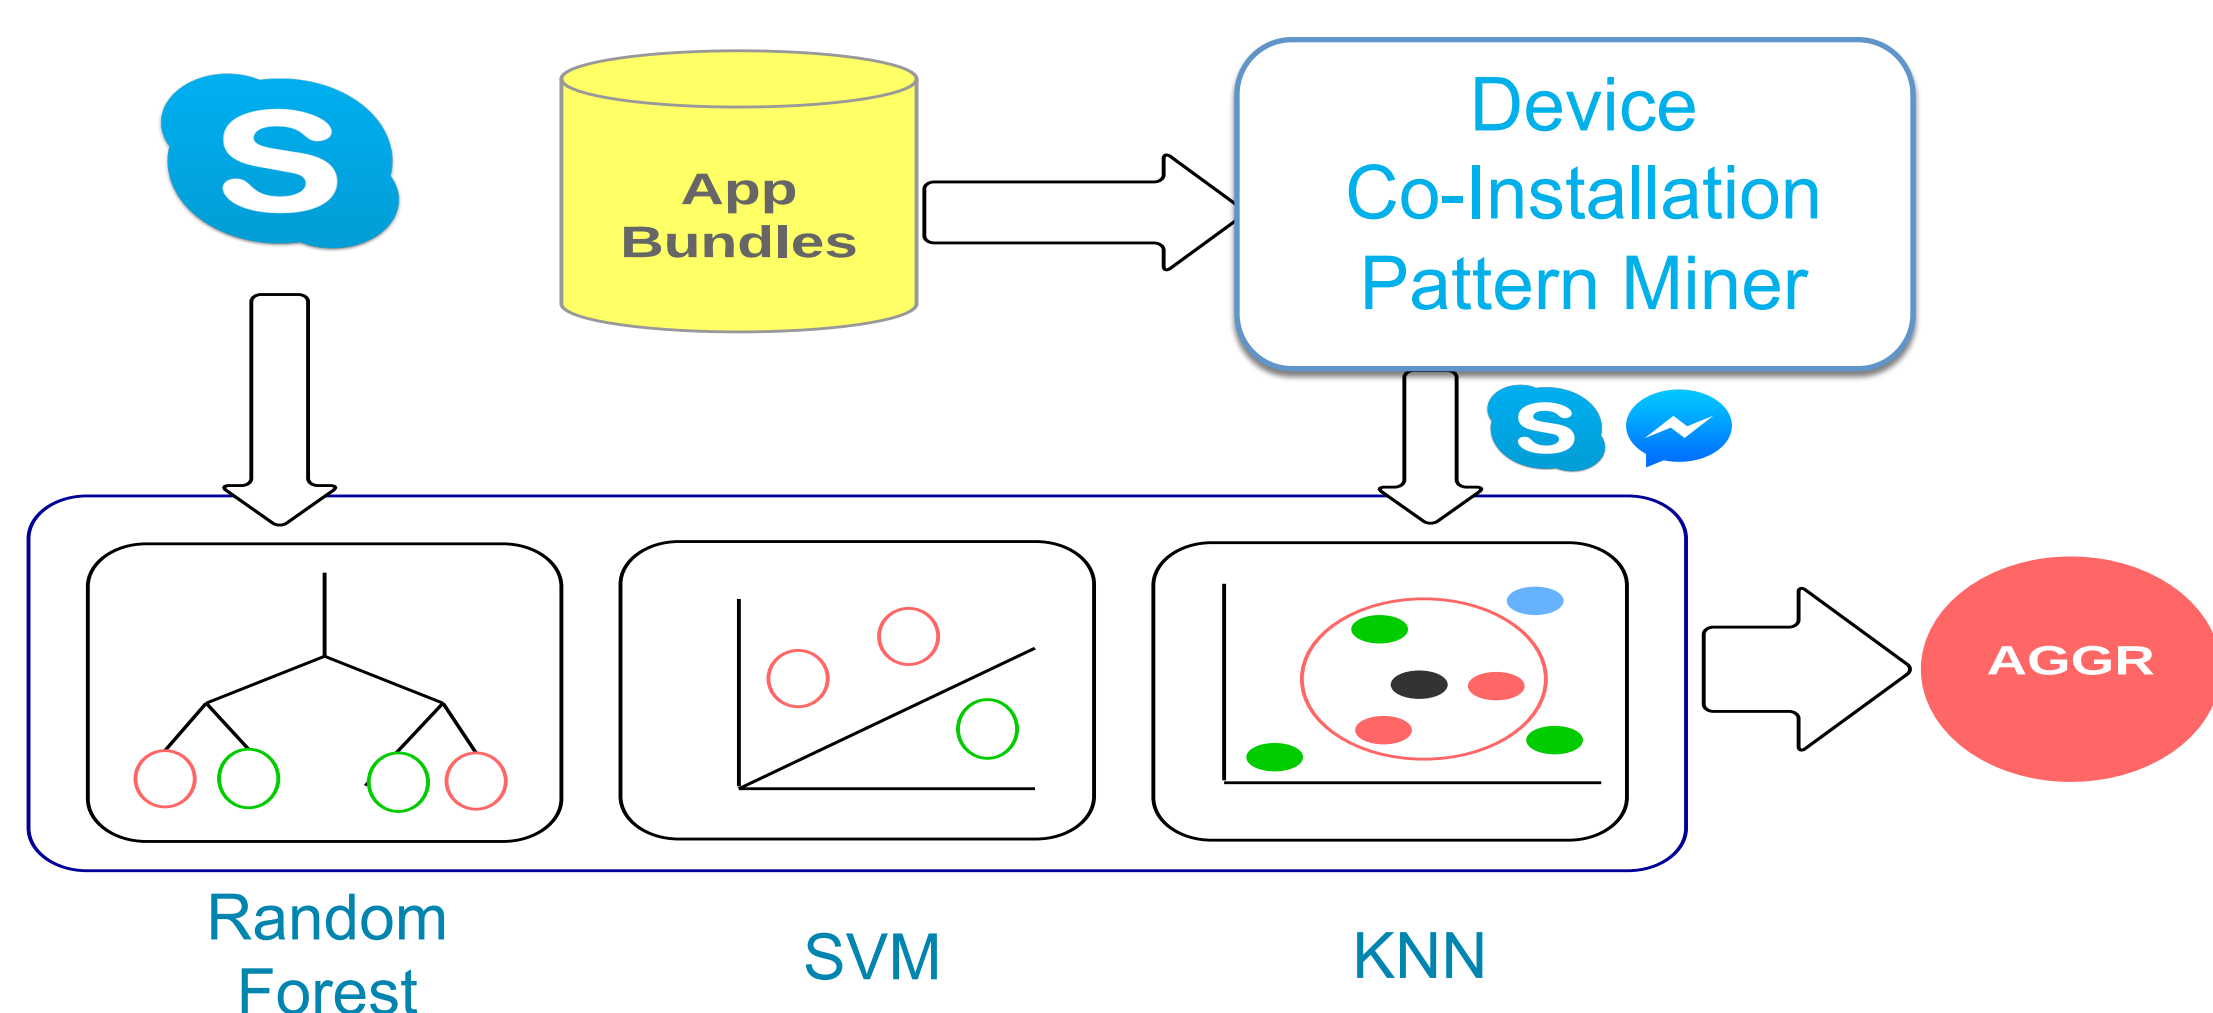 S
App
Bundles
Device
Co-Installation
Pattern Miner
S
AGGR
Random
Forest
SVM
KNN